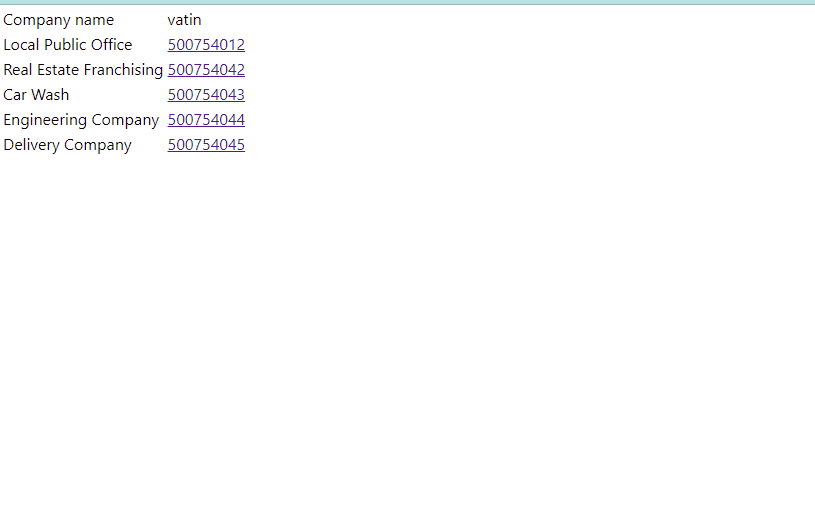 Company name vatin
Local Public Office 500754012
Real Estate Franchising 500754042
Car Wash 500754043
Engineering Company 500754044
Delivery Company 500754045